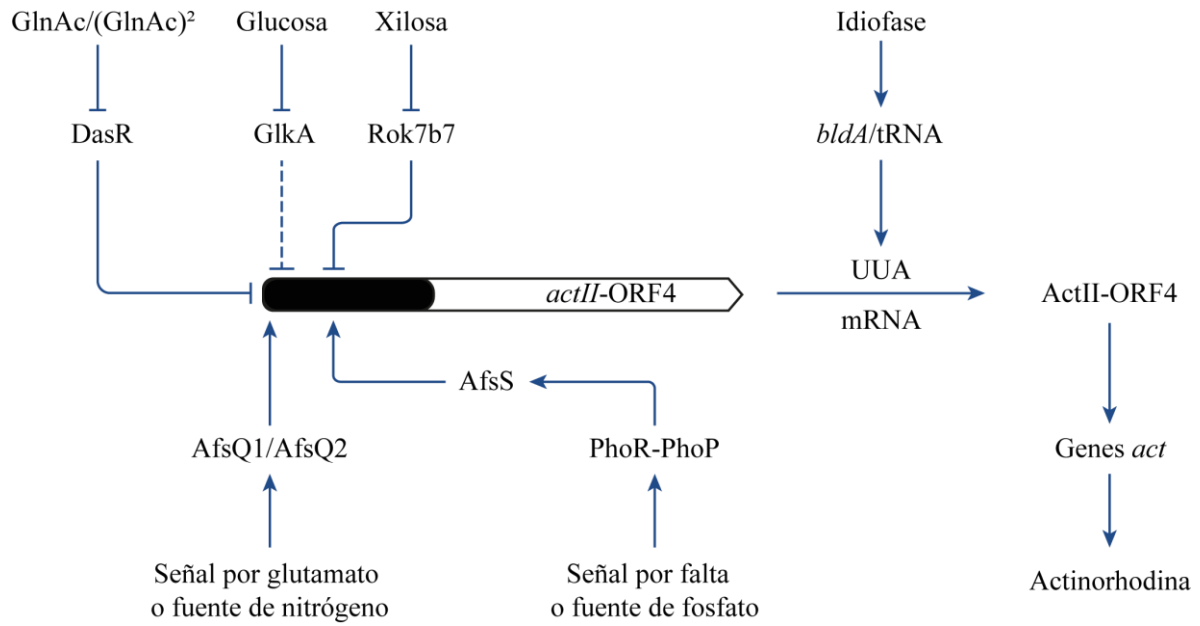 GlnAc/(GlnAc)²
Glucosa
Xilosa
Idiofase
DasR
GlkA
Rok7b7
bldA/tRNA
actII-ORF4
UUA
mRNA
ActII-ORF4
AfsS
AfsQ1/AfsQ2
PhoR-PhoP
Genes act
Señal por glutamato
o fuente de nitrógeno
Señal por falta
o fuente de fosfato
Actinorhodina